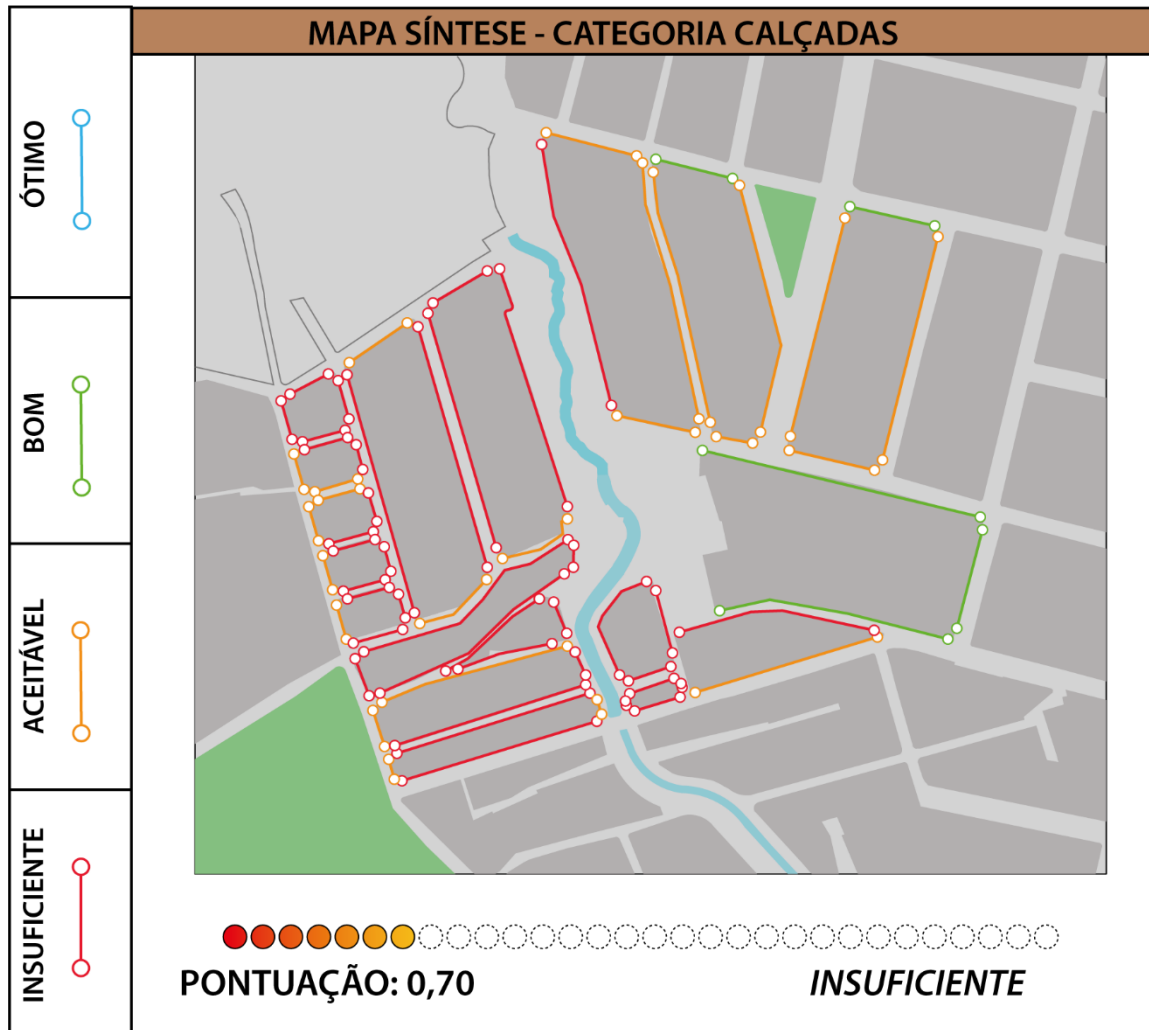 MAPA SÍNTESE - CATEGORIA CALÇADAS
ÓTIMO
BOM
ACEITÁVEL
INSUFICIENTE
PONTUAÇÃO: 0,70
INSUFICIENTE